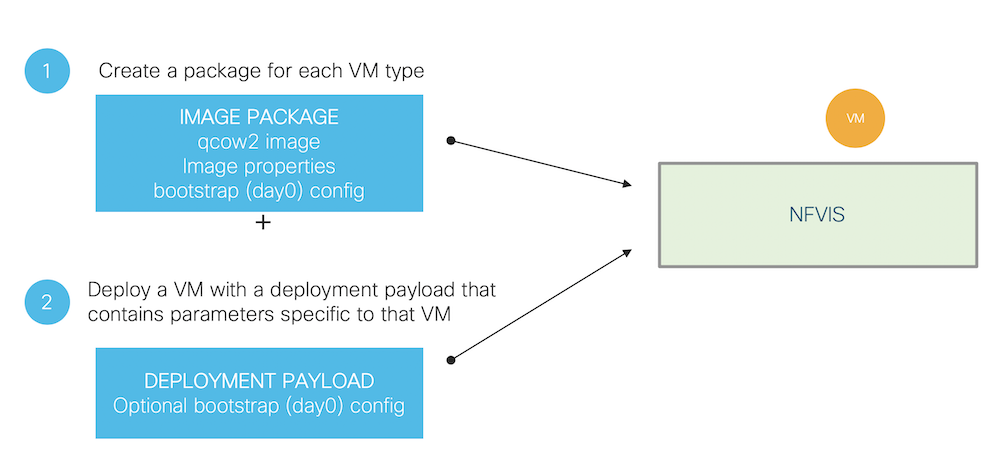 1
Create a package for each VM type
IMAGE PACKAGE
qcow2 image
Image properties
bootstrap (day0) config
+
2
Deploy a VM with a deployment payload that
contains parameters specific to that VM
DEPLOYMENT PAYLOAD
Optional bootstrap (day0) config
VM
NFVIS